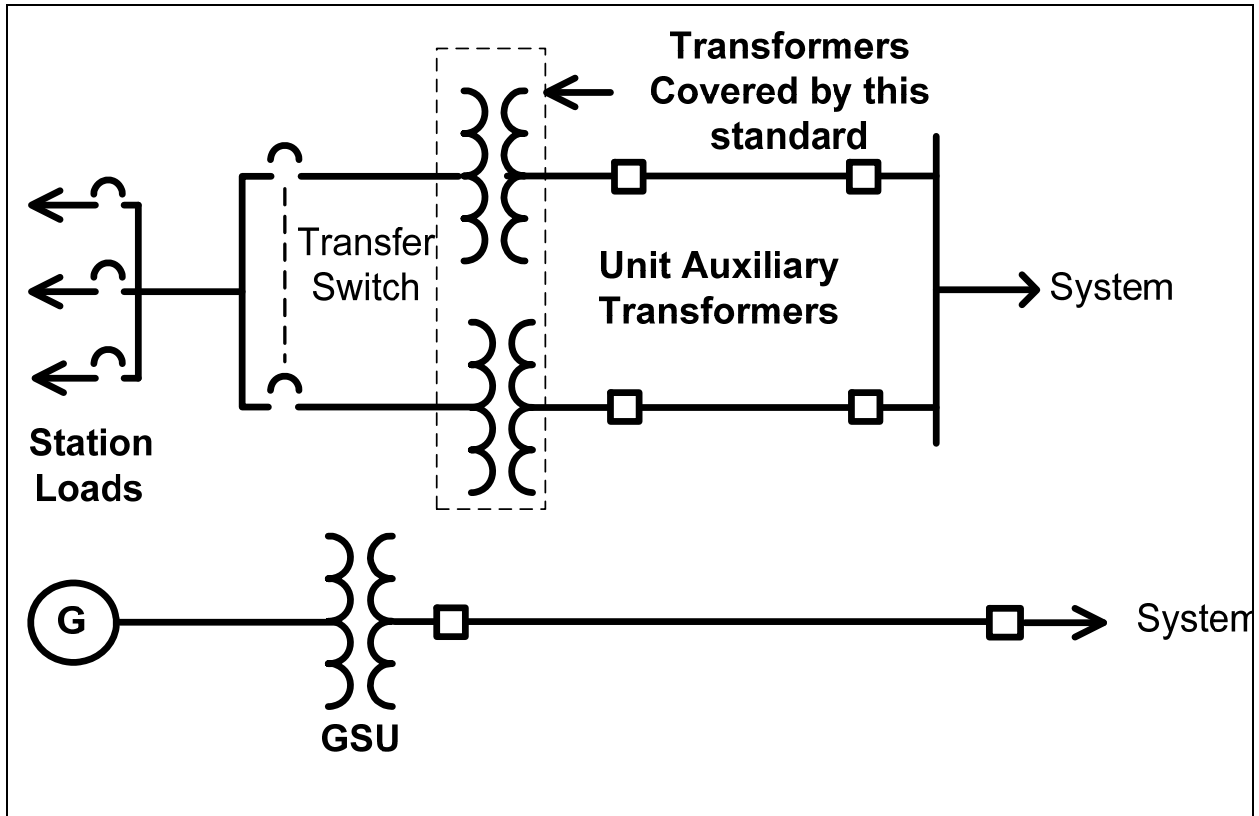 Transformers
Covered by this
standard
Transfer
Switch
Unit Auxiliary
Transformers
System
Station
Loads
G
System
GSU